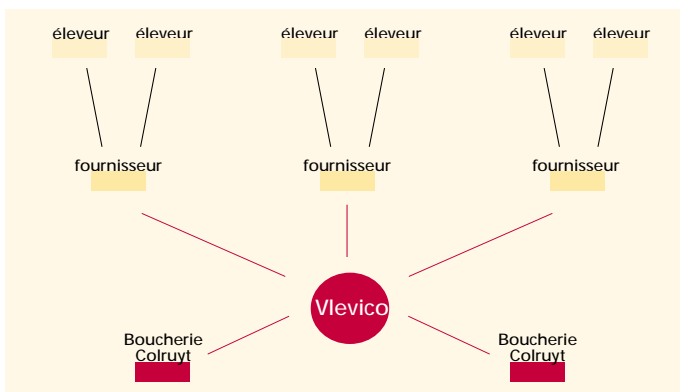 éleveur éleveur éleveur éleveur éleveur éleveur
fournisseur fournisseur fournisseur
Vlevico
Boucherie
Colruyt
Boucherie
Colruyt